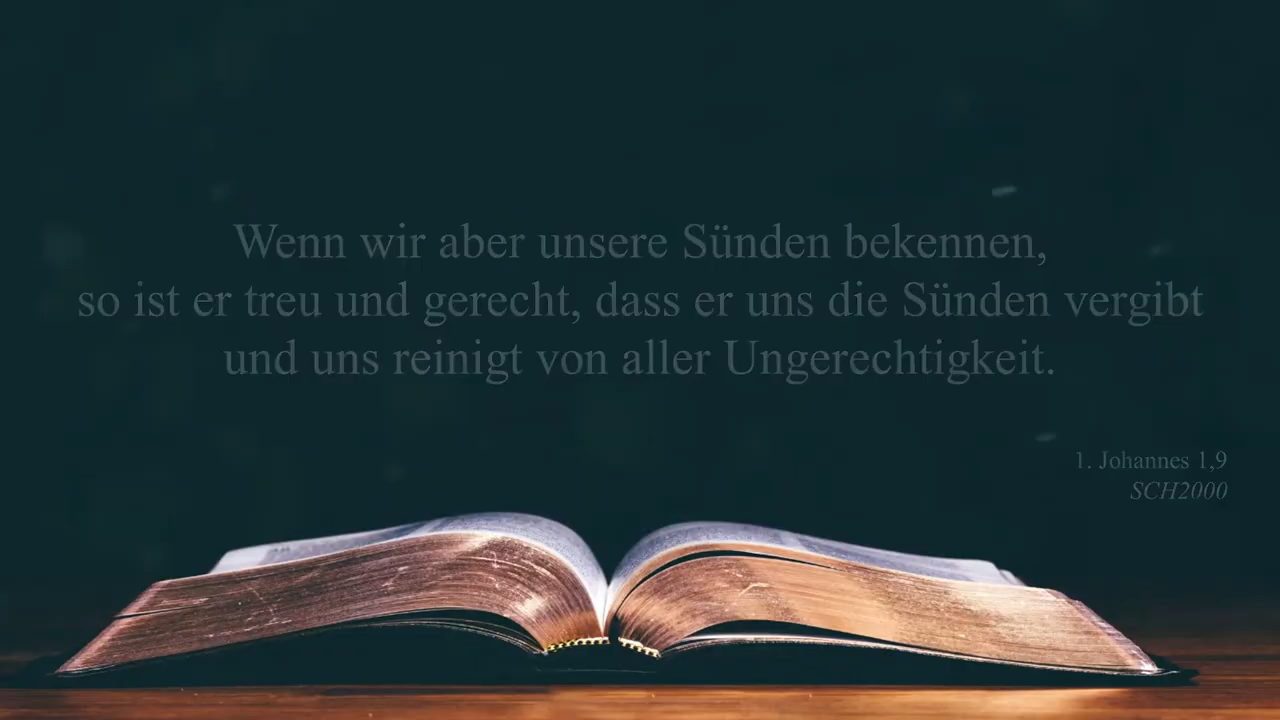 Wenn wir aber unsere Sünden bekennen,
so ist er treu und gerecht, dass er uns die Sünden vergibt
und uns reinigt von aller Ungerechtigkeit.
1. Johannes 1,9
SCH2000